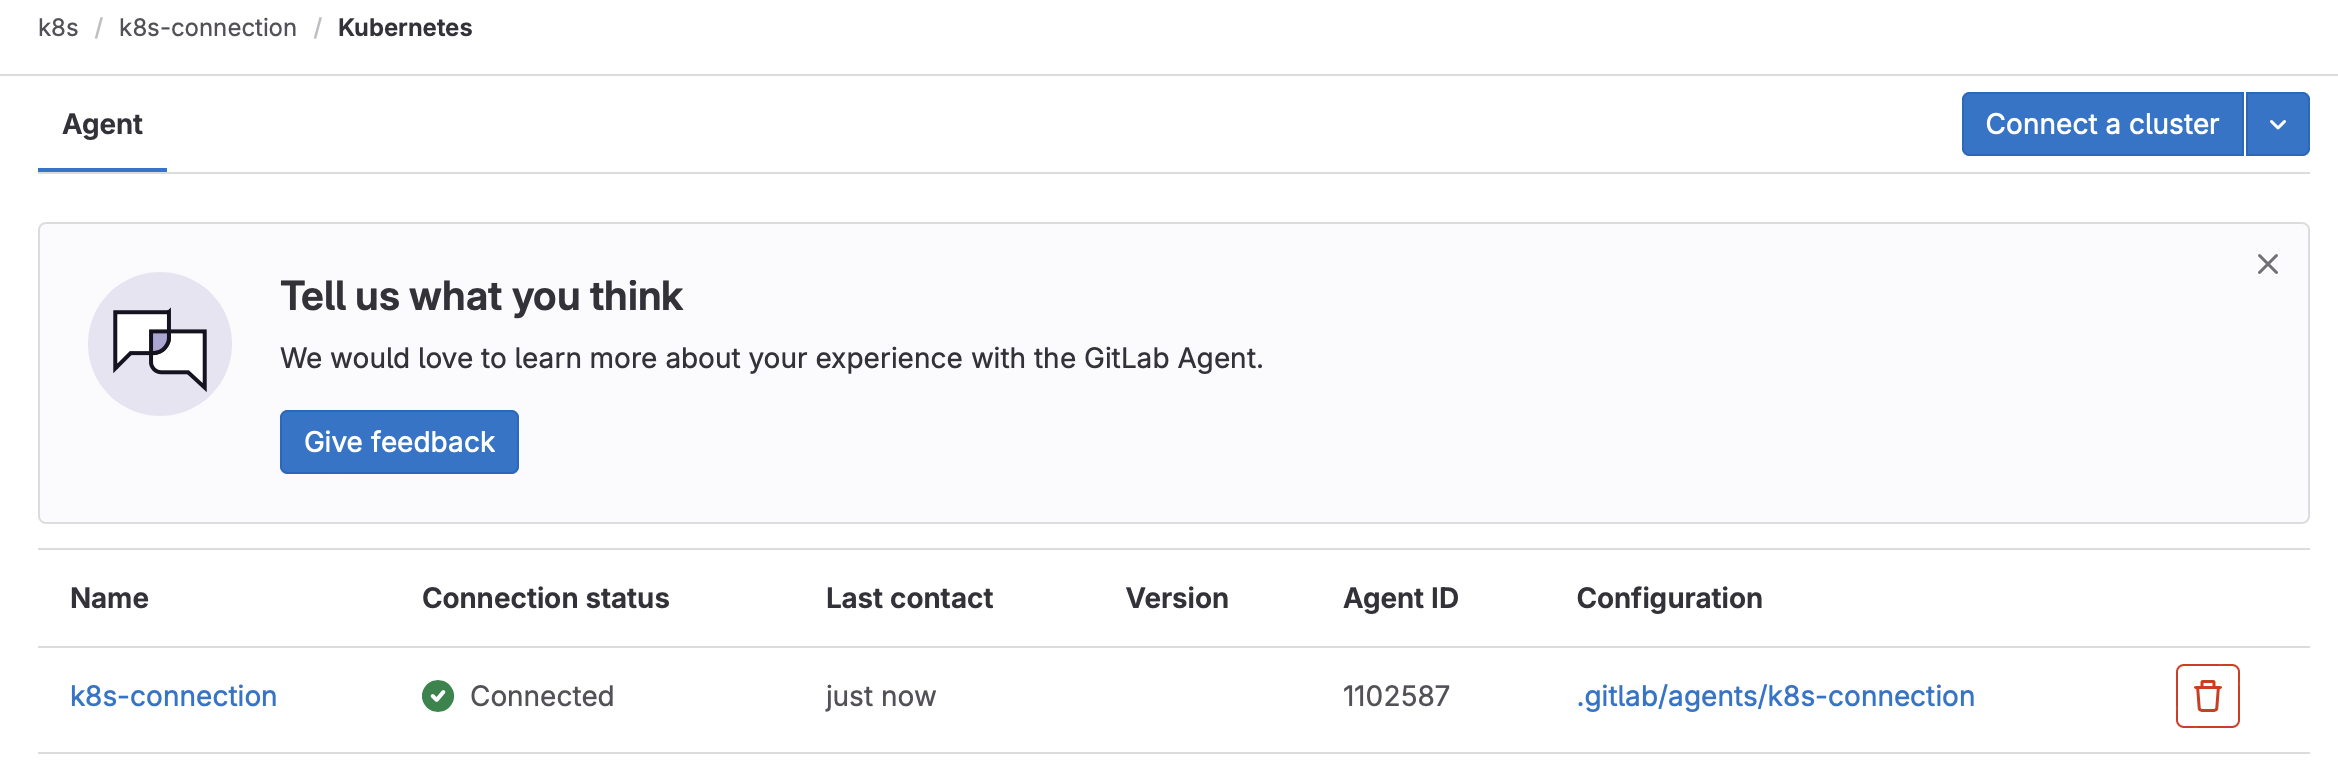 k8s / k8s-connection / Kubernetes
Agent
Connect a cluster
Tell us what you think
We would love to learn more about your experience with the GitLab Agent.
Give feedback
Name Connection status Last contact Version Agent ID Configuration
k8s-connection Connected just now 1102587 .gitlab/agents/k8s-connection